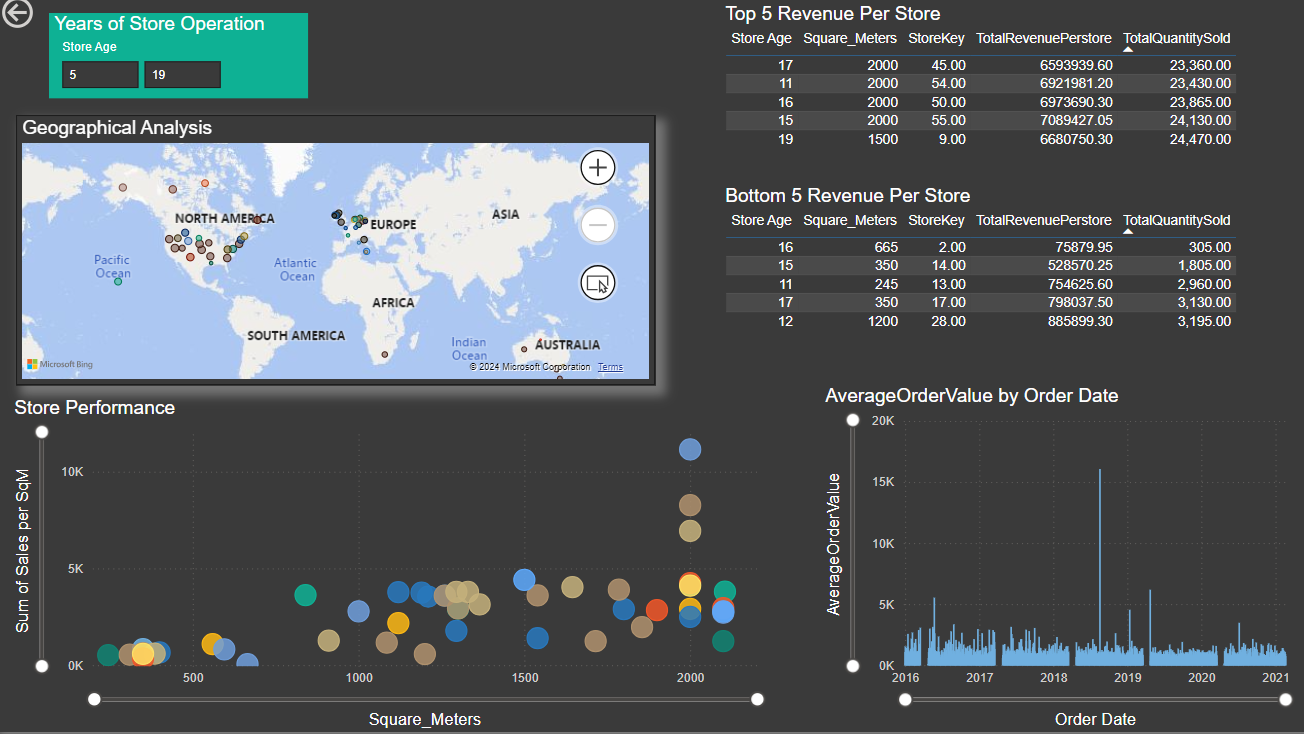 Years of Store Operation
Store Age
5 19
Top 5 Revenue Per Store
Store Age Square_Meters StoreKey TotalRevenuePerstore TotalQuantitySold
17 2000 45.00 6593939.60 23,360.00
11 2000 54.00 6921981.20 23,430.00
16 2000 50.00 6973690.30 23,865.00
15 2000 55.00 7089427.05 24,130.00
19 1500 9.00 6680750.30 24,470.00
Geographical Analysis
NORTH AMERICA
EUROPE
ASIA
Pacific
Ocean
Atlantic
Ocean
AFRICA
SOUTH AMERICA
Indian
Ocean
AUSTRALIA
Microsoft Bing
© 2024 Microsoft Corporation Terms
Bottom 5 Revenue Per Store
Store Age Square_Meters StoreKey TotalRevenuePerstore TotalQuantitySold
16 665 2.00 75879.95 305.00
15 350 14.00 528570.25 1,805.00
11 245 13.00 754625.60 2,960.00
17 350 17.00 798037.50 3,130.00
12 1200 28.00 885899.30 3,195.00
Store Performance
Sum of Sales per SqM
10K
5K
0K
500 1000 1500 2000
Square_Meters
AverageOrderValue by Order Date
AverageOrderValue
20K
15K
10K
5K
0K
2016 2017 2018 2019 2020 2021
Order Date